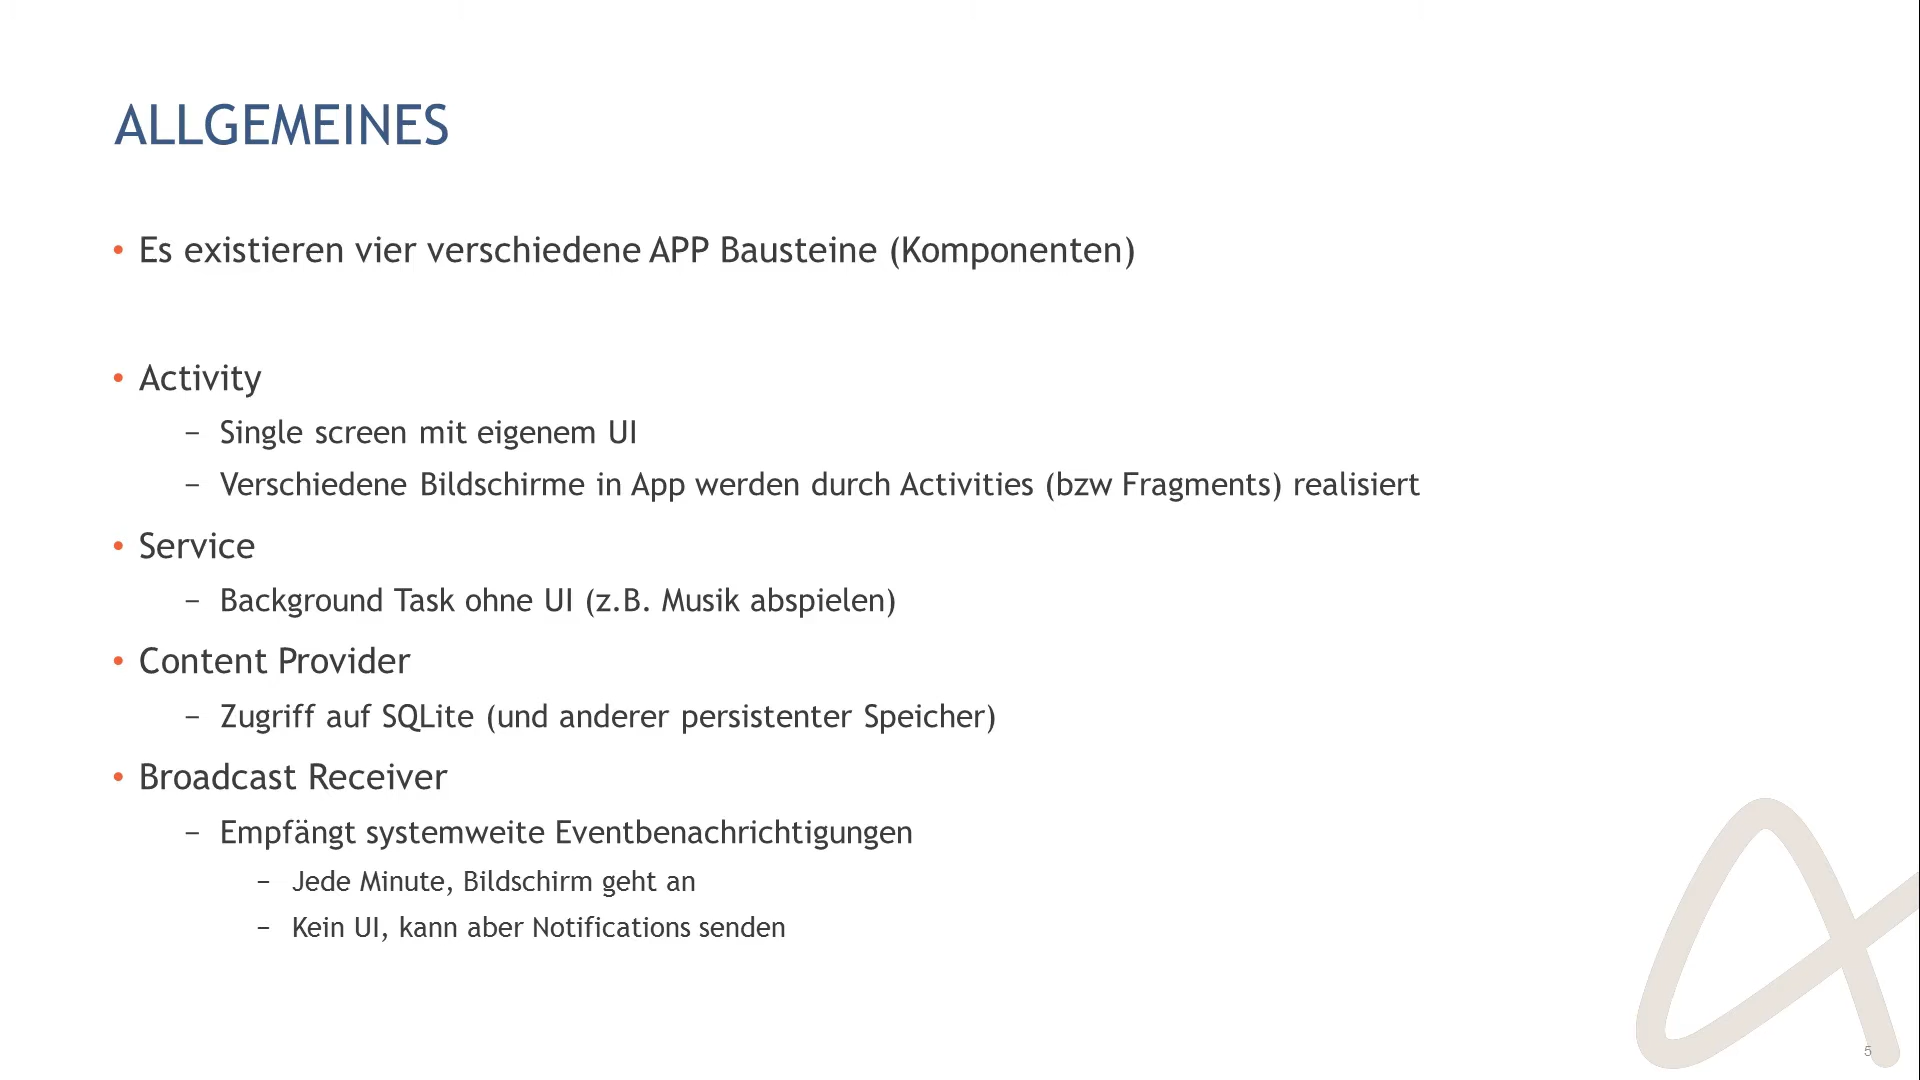 ALLGEMEINES
• Es existieren vier verschiedene APP Bausteine (Komponenten)
• Activity
– Single screen mit eigenem UI
– Verschiedene Bildschirme in App werden durch Activities (bzw Fragments) realisiert
• Service
– Background Task ohne UI (z.B. Musik abspielen)
• Content Provider
– Zugriff auf SQLite (und anderer persistenter Speicher)
• Broadcast Receiver
– Empfängt systemweite Eventbenachrichtigungen
– Jede Minute, Bildschirm geht an
– Kein UI, kann aber Notifications senden
5